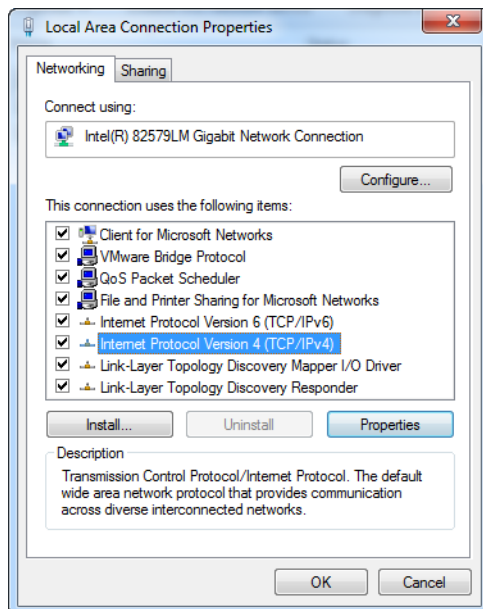 Local Area Connection Properties
Networking
Sharing
Connect using:
Intel(R) 82579LM Gigabit Network Connection
Configure...
This connection uses the following items:
Client for Microsoft Networks
VMware Bridge Protocol
QoS Packet Scheduler
File and Printer Sharing for Microsoft Networks
Internet Protocol Version 6 (TCP/IPv6)
Internet Protocol Version 4 (TCP/IPv4)
Link-Layer Topology Discovery Mapper I/O Driver
Link-Layer Topology Discovery Responder
Install...
Uninstall
Properties
Description
Transmission Control Protocol/Internet Protocol. The default
wide area network protocol that provides communication
across diverse interconnected networks.
OK
Cancel